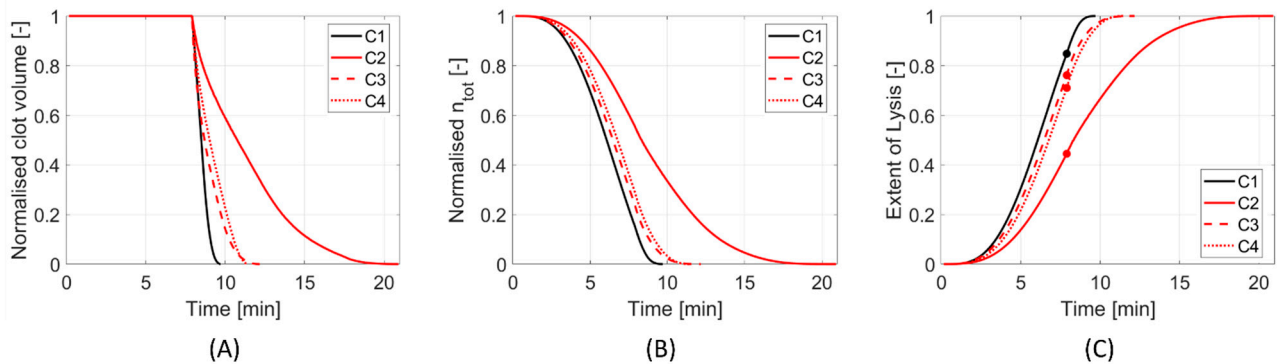 Normalised clot volume [-]
1
0.8
0.6
0.4
0.2
0
0 5 10 15 20
Time [min]
C1
C2
C3
C4
(A)
Normalised n_tot [-]
1
0.8
0.6
0.4
0.2
0
0 5 10 15 20
Time [min]
C1
C2
C3
C4
(B)
Extent of Lysis [-]
1
0.8
0.6
0.4
0.2
0
0 5 10 15 20
Time [min]
C1
C2
C3
C4
(C)